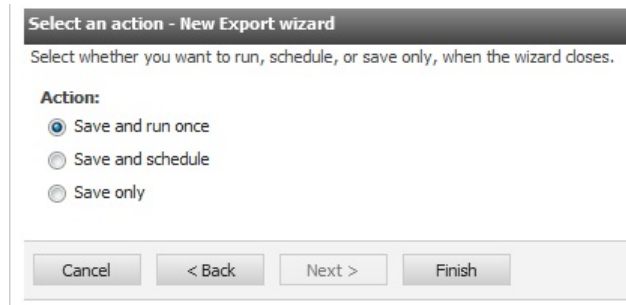 Select an action - New Export wizard
Select whether you want to run, schedule, or save only, when the wizard closes.
Action:
Save and run once
Save and schedule
Save only
Cancel < Back Next > Finish